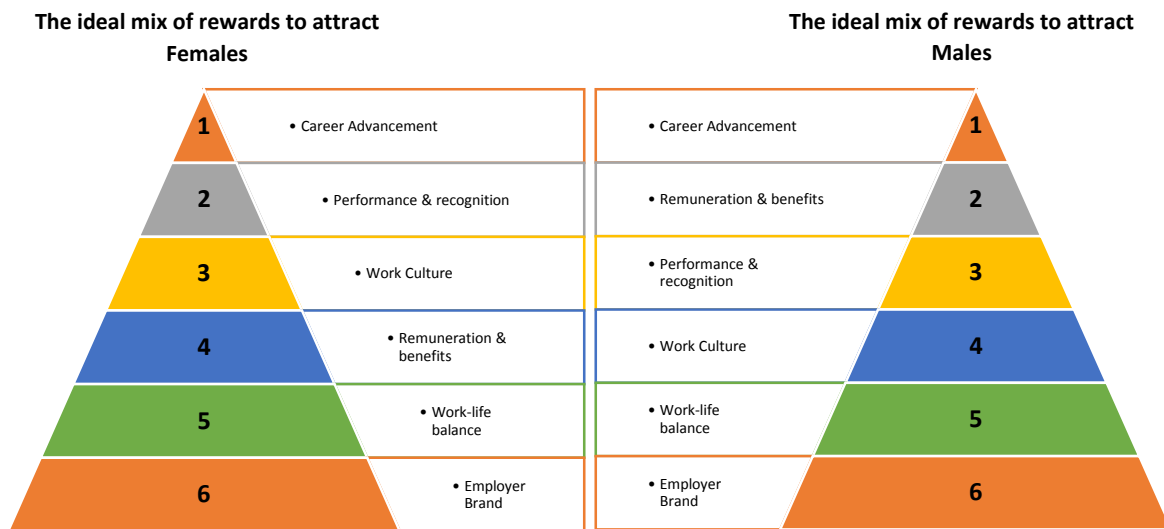 The ideal mix of rewards to attract
Females
1
• Career Advancement
2
• Performance & recognition
3
• Work Culture
4
• Remuneration &
benefits
5
• Work-life
balance
6
• Employer
Brand
The ideal mix of rewards to attract
Males
• Career Advancement
1
• Remuneration & benefits
2
• Performance &
recognition
3
• Work Culture
4
• Work-life
balance
5
• Employer
Brand
6